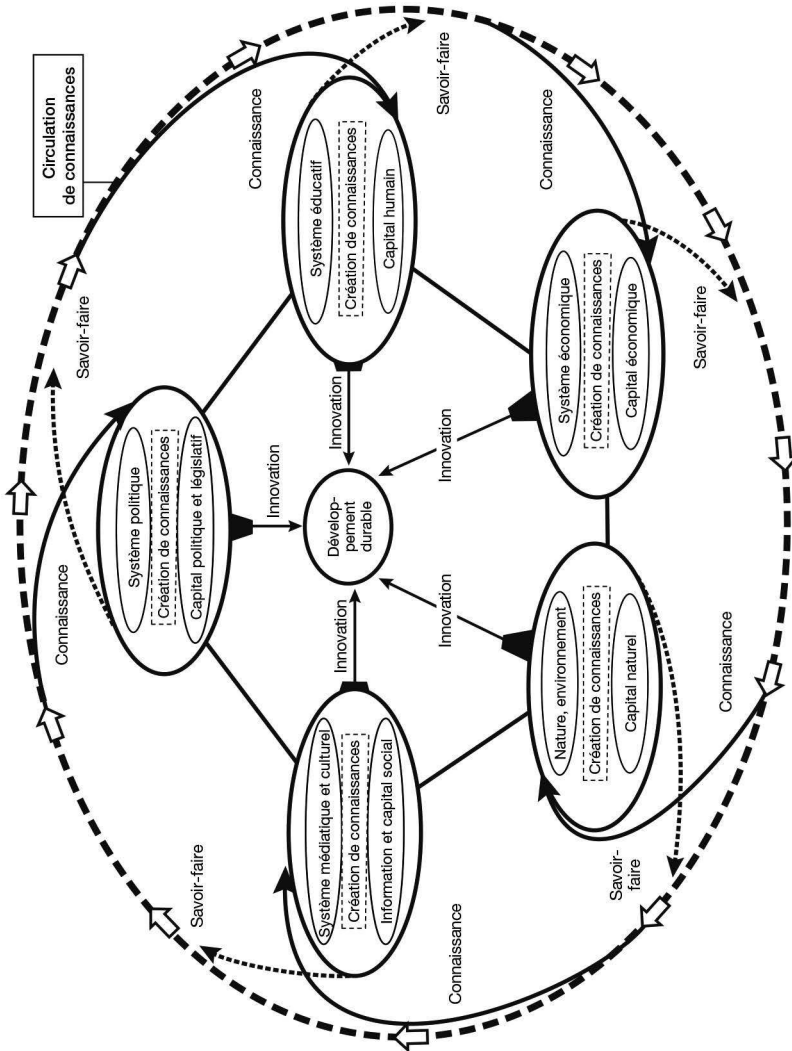 Circulation
de connaissances
Connaissance
Savoir-faire
Système politique
Création de connaissances
Capital politique et législatif
Connaissance
Savoir-faire
Système éducatif
Création de connaissances
Capital humain
Connaissance
Savoir-faire
Système économique
Création de connaissances
Capital économique
Connaissance
Savoir-
faire
Nature, environnement
Création de connaissances
Capital naturel
Connaissance
Savoir-faire
Système médiatique et culturel
Création de connaissances
Information et capital social
Innovation
Innovation
Innovation
Innovation
Innovation
Dévelop-
pement
durable